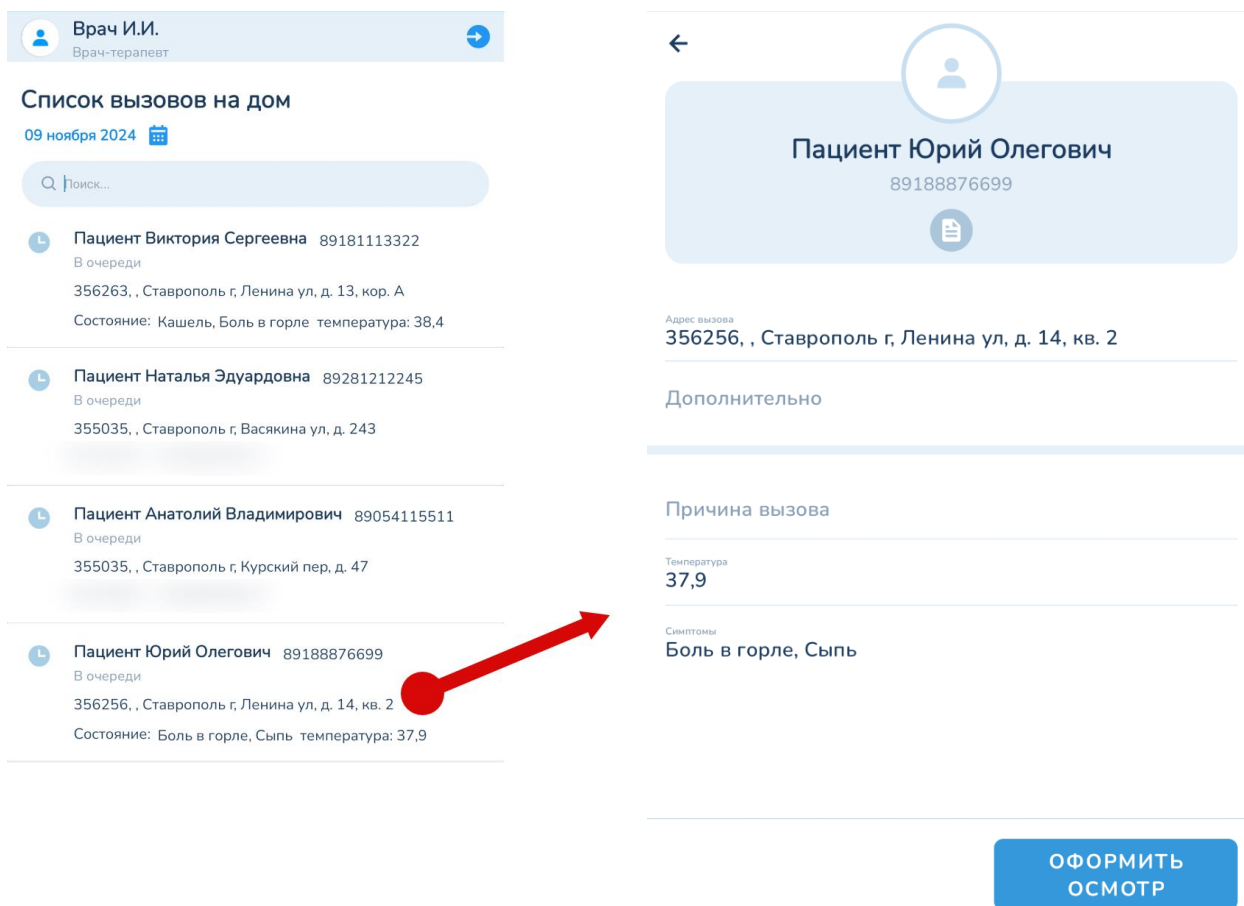 Врач И.И.
Врач-терапевт
Список вызовов на дом
09 ноября 2024
Поиск...
Пациент Виктория Сергеевна 89181113322
В очереди
356263, , Ставрополь г, Ленина ул, д. 13, кор. А
Состояние: Кашель, Боль в горле температура: 38,4
Пациент Наталья Эдуардовна 89281212245
В очереди
355035, , Ставрополь г, Васякина ул, д. 243
Пациент Анатолий Владимирович 89054115511
В очереди
355035, , Ставрополь г, Курский пер, д. 47
Пациент Юрий Олегович 89188876699
В очереди
356256, , Ставрополь г, Ленина ул, д. 14, кв. 2
Состояние: Боль в горле, Сыпь температура: 37,9
Пациент Юрий Олегович
89188876699
Адрес вызова
356256, , Ставрополь г, Ленина ул, д. 14, кв. 2
Дополнительно
Причина вызова
Температура
37,9
Симптомы
Боль в горле, Сыпь
ОФОРМИТЬ
ОСМОТР